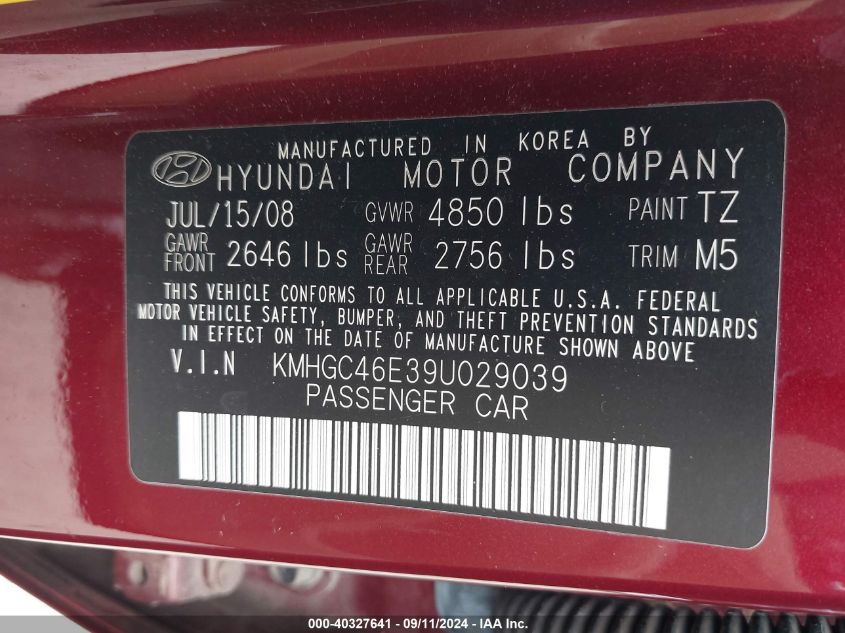 MANUFACTURED IN KOREA BY
HYUNDAI MOTOR COMPANY
JUL/15/08 GVWR 4850 lbs PAINT TZ
GAWR FRONT 2646 lbs GAWR REAR 2756 lbs TRIM M5
THIS VEHICLE CONFORMS TO ALL APPLICABLE U.S.A. FEDERAL
MOTOR VEHICLE SAFETY, BUMPER, AND THEFT PREVENTION STANDARDS
IN EFFECT ON THE DATE OF MANUFACTURE SHOWN ABOVE
V.I.N KMHGC46E39U029039
PASSENGER CAR
000-40327641 - 09/11/2024 - IAA Inc.